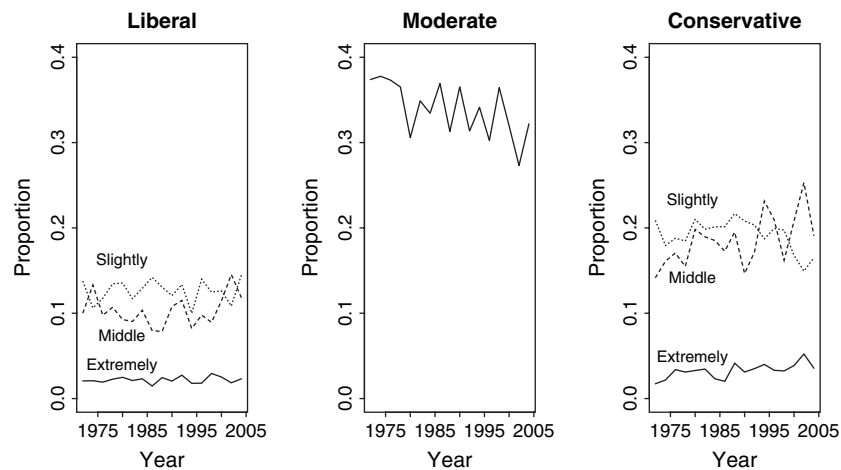 Liberal
Proportion
0.4
0.3
0.2
0.1
0.0
Slightly
Middle
Extremely
1975 1985 1995 2005
Year
Moderate
Proportion
0.4
0.3
0.2
0.1
0.0
1975 1985 1995 2005
Year
Conservative
Proportion
0.4
0.3
0.2
0.1
0.0
Slightly
Middle
Extremely
1975 1985 1995 2005
Year